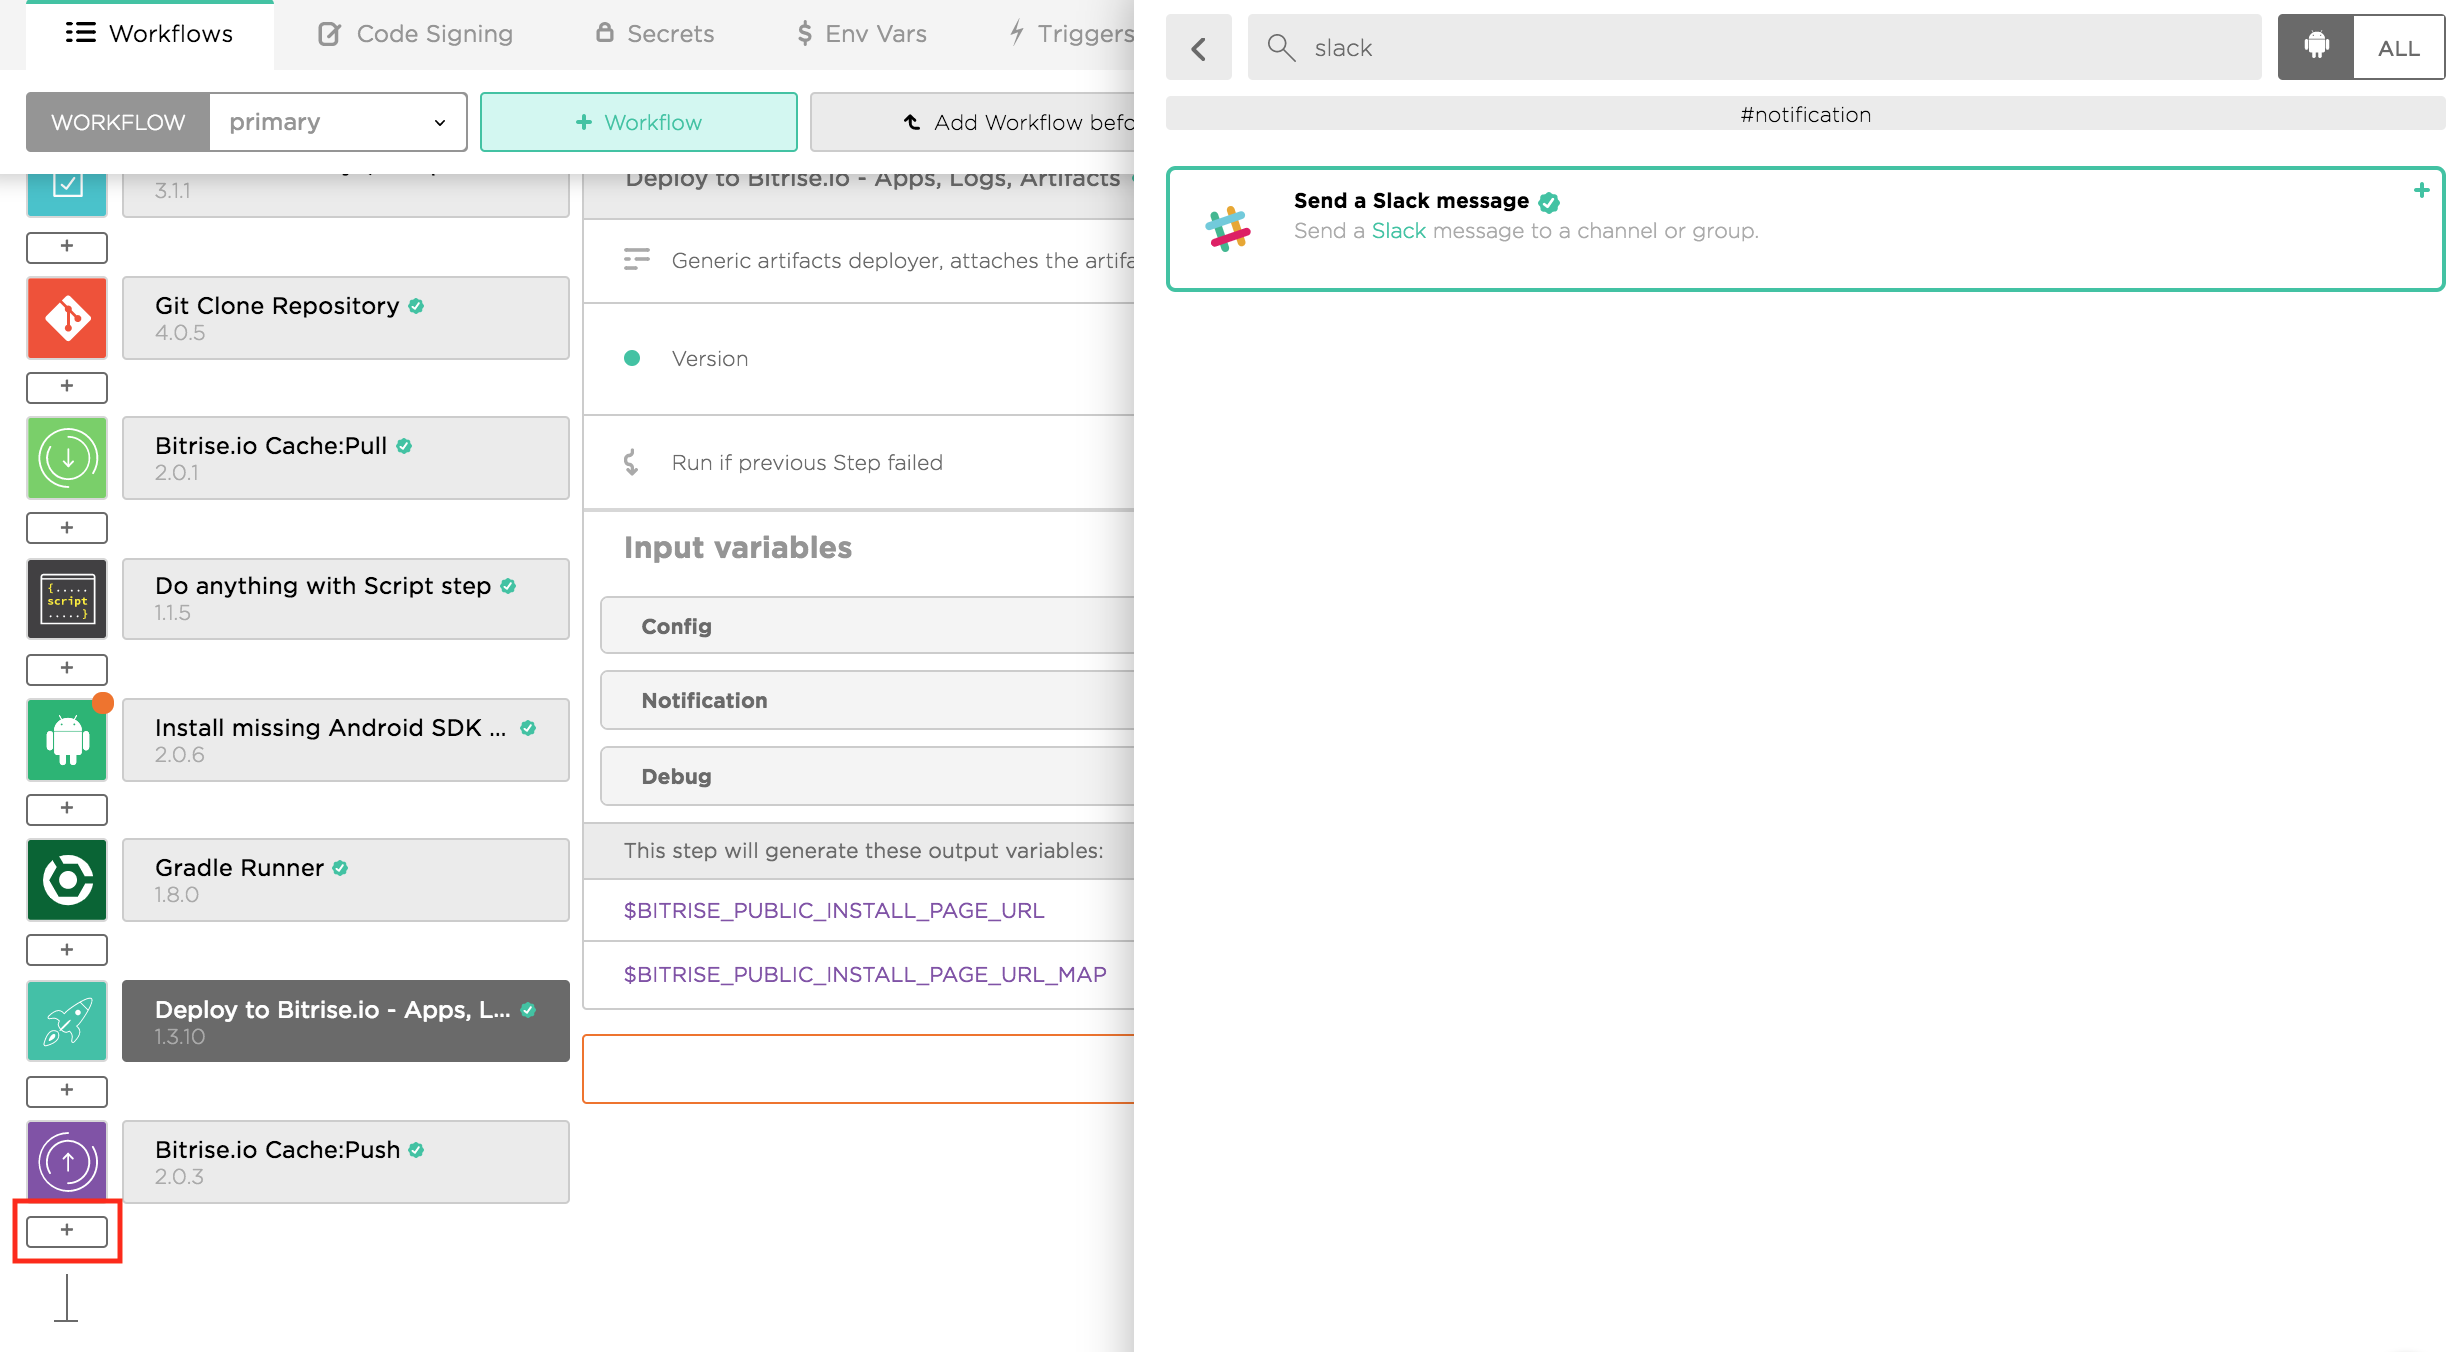 Workflows
Code Signing
Secrets
Env Vars
Triggers
WORKFLOW
primary
+ Workflow
Add Workflow befo
3.1.1
+
Git Clone Repository
4.0.5
+
Bitrise.io Cache:Pull
2.0.1
+
{.....
script
.....}
Do anything with Script step
1.1.5
+
Install missing Android SDK ...
2.0.6
+
Gradle Runner
1.8.0
+
Deploy to Bitrise.io - Apps, L...
1.3.10
+
Bitrise.io Cache:Push
2.0.3
+
Deploy to Bitrise.io - Apps, Logs, Artifacts
Generic artifacts deployer, attaches the artifa
Version
Run if previous Step failed
Input variables
Config
Notification
Debug
This step will generate these output variables:
$BITRISE_PUBLIC_INSTALL_PAGE_URL
$BITRISE_PUBLIC_INSTALL_PAGE_URL_MAP
slack
ALL
#notification
Send a Slack message
+
Send a Slack message to a channel or group.